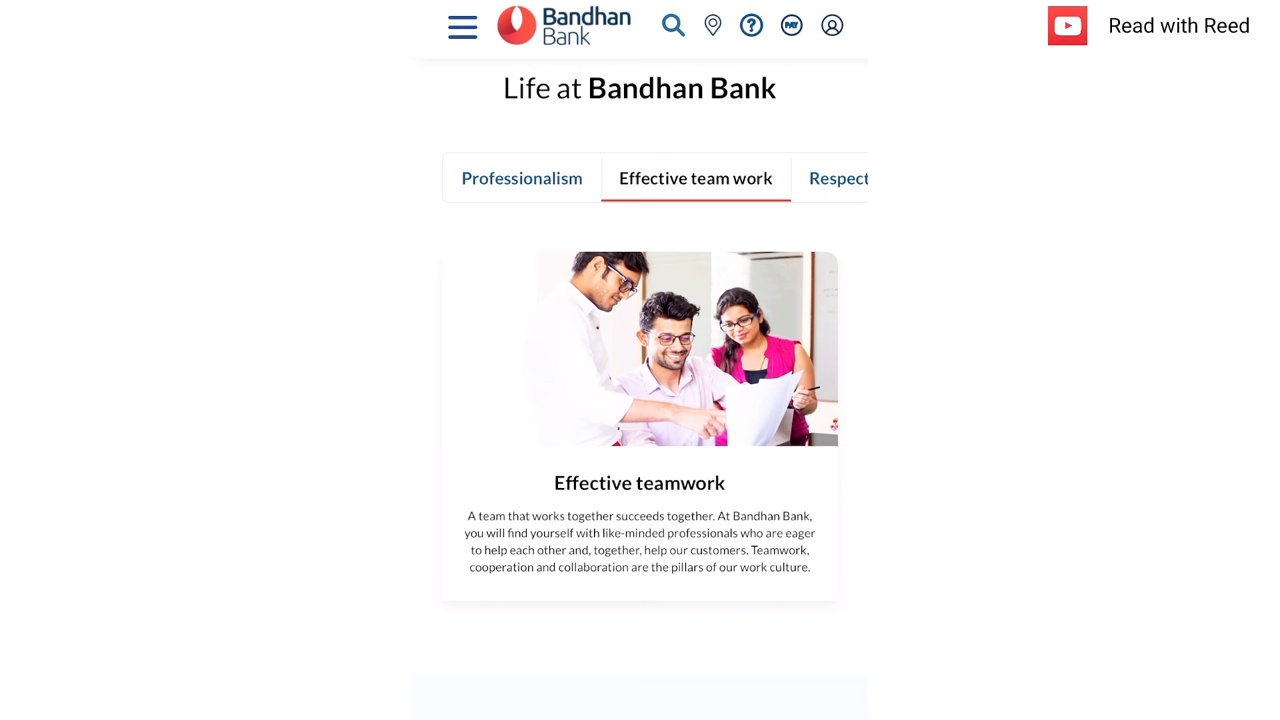 Bandhan
Bank
PAY
Read with Reed
Life at Bandhan Bank
Professionalism
Effective team work
Respect
Effective teamwork
A team that works together succeeds together. At Bandhan Bank,
you will find yourself with like-minded professionals who are eager
to help each other and, together, help our customers. Teamwork,
cooperation and collaboration are the pillars of our work culture.